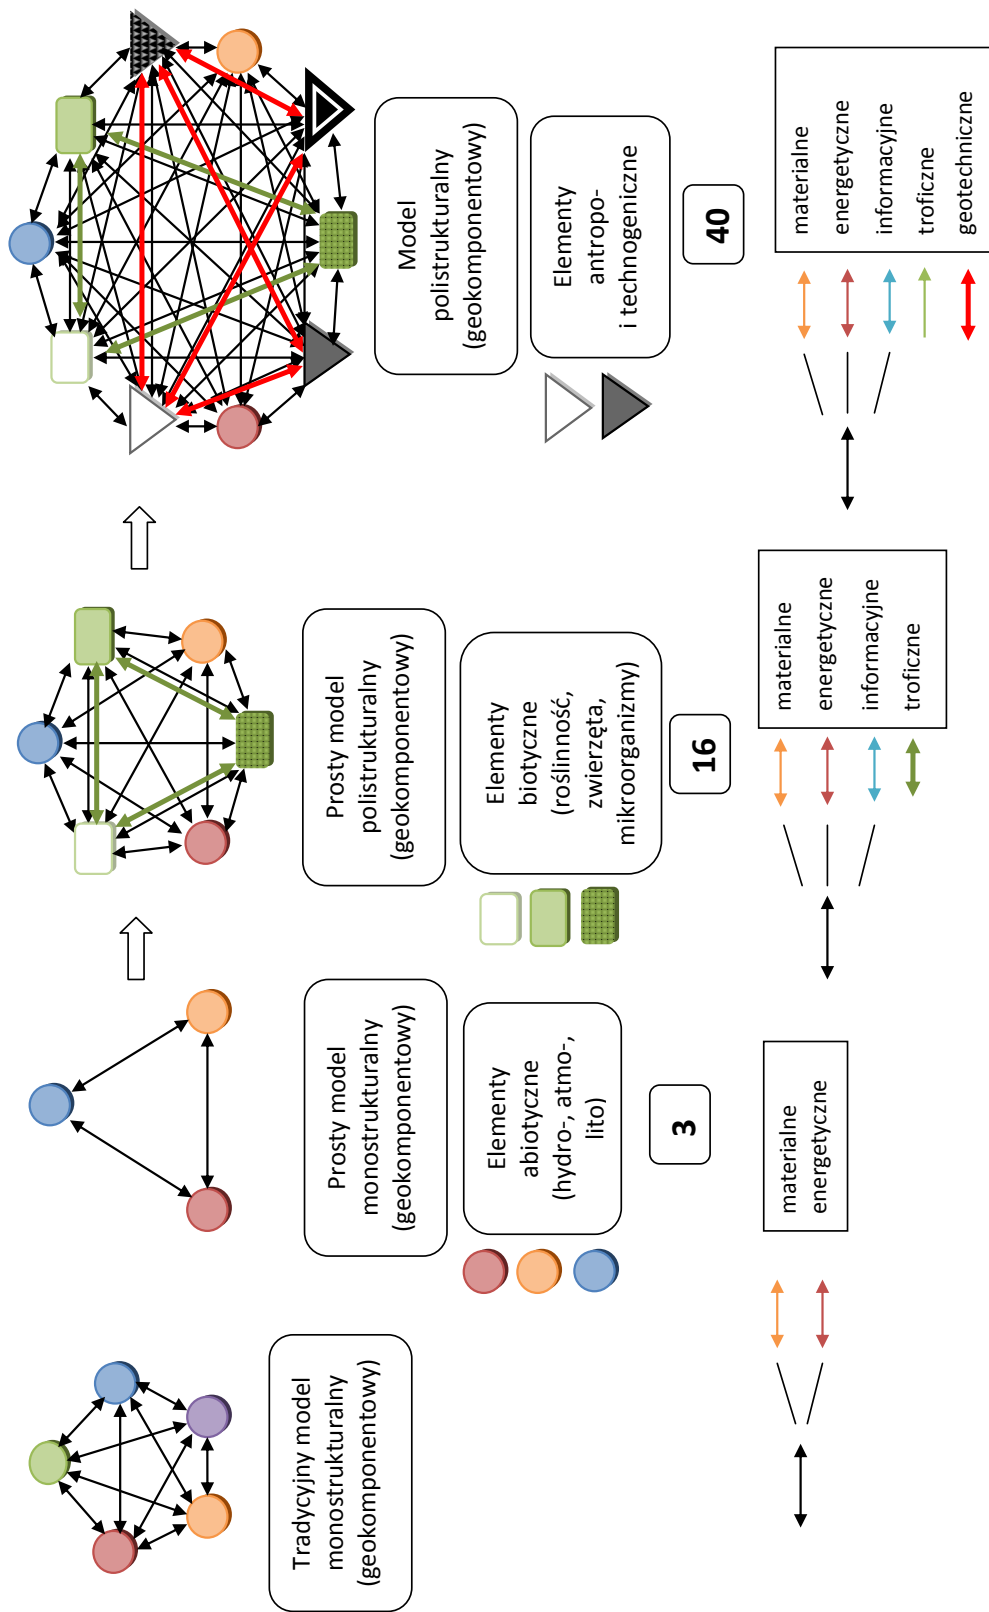 Tradycyjny model
monostrukturalny
(geokomponentowy)
Prosty model
monostrukturalny
(geokomponentowy)
Elementy
abiotyczne
(hydro-, atmo-,
lito)
3
materialne
energetyczne
Prosty model
polistrukturalny
(geokomponentowy)
Elementy
biotyczne
(roślinność,
zwierzęta,
mikroorganizmy)
16
materialne
energetyczne
informacyjne
troficzne
Model
polistrukturalny
(geokomponentowy)
Elementy
antropo-
i technogeniczne
40
materialne
energetyczne
informacyjne
troficzne
geotechniczne